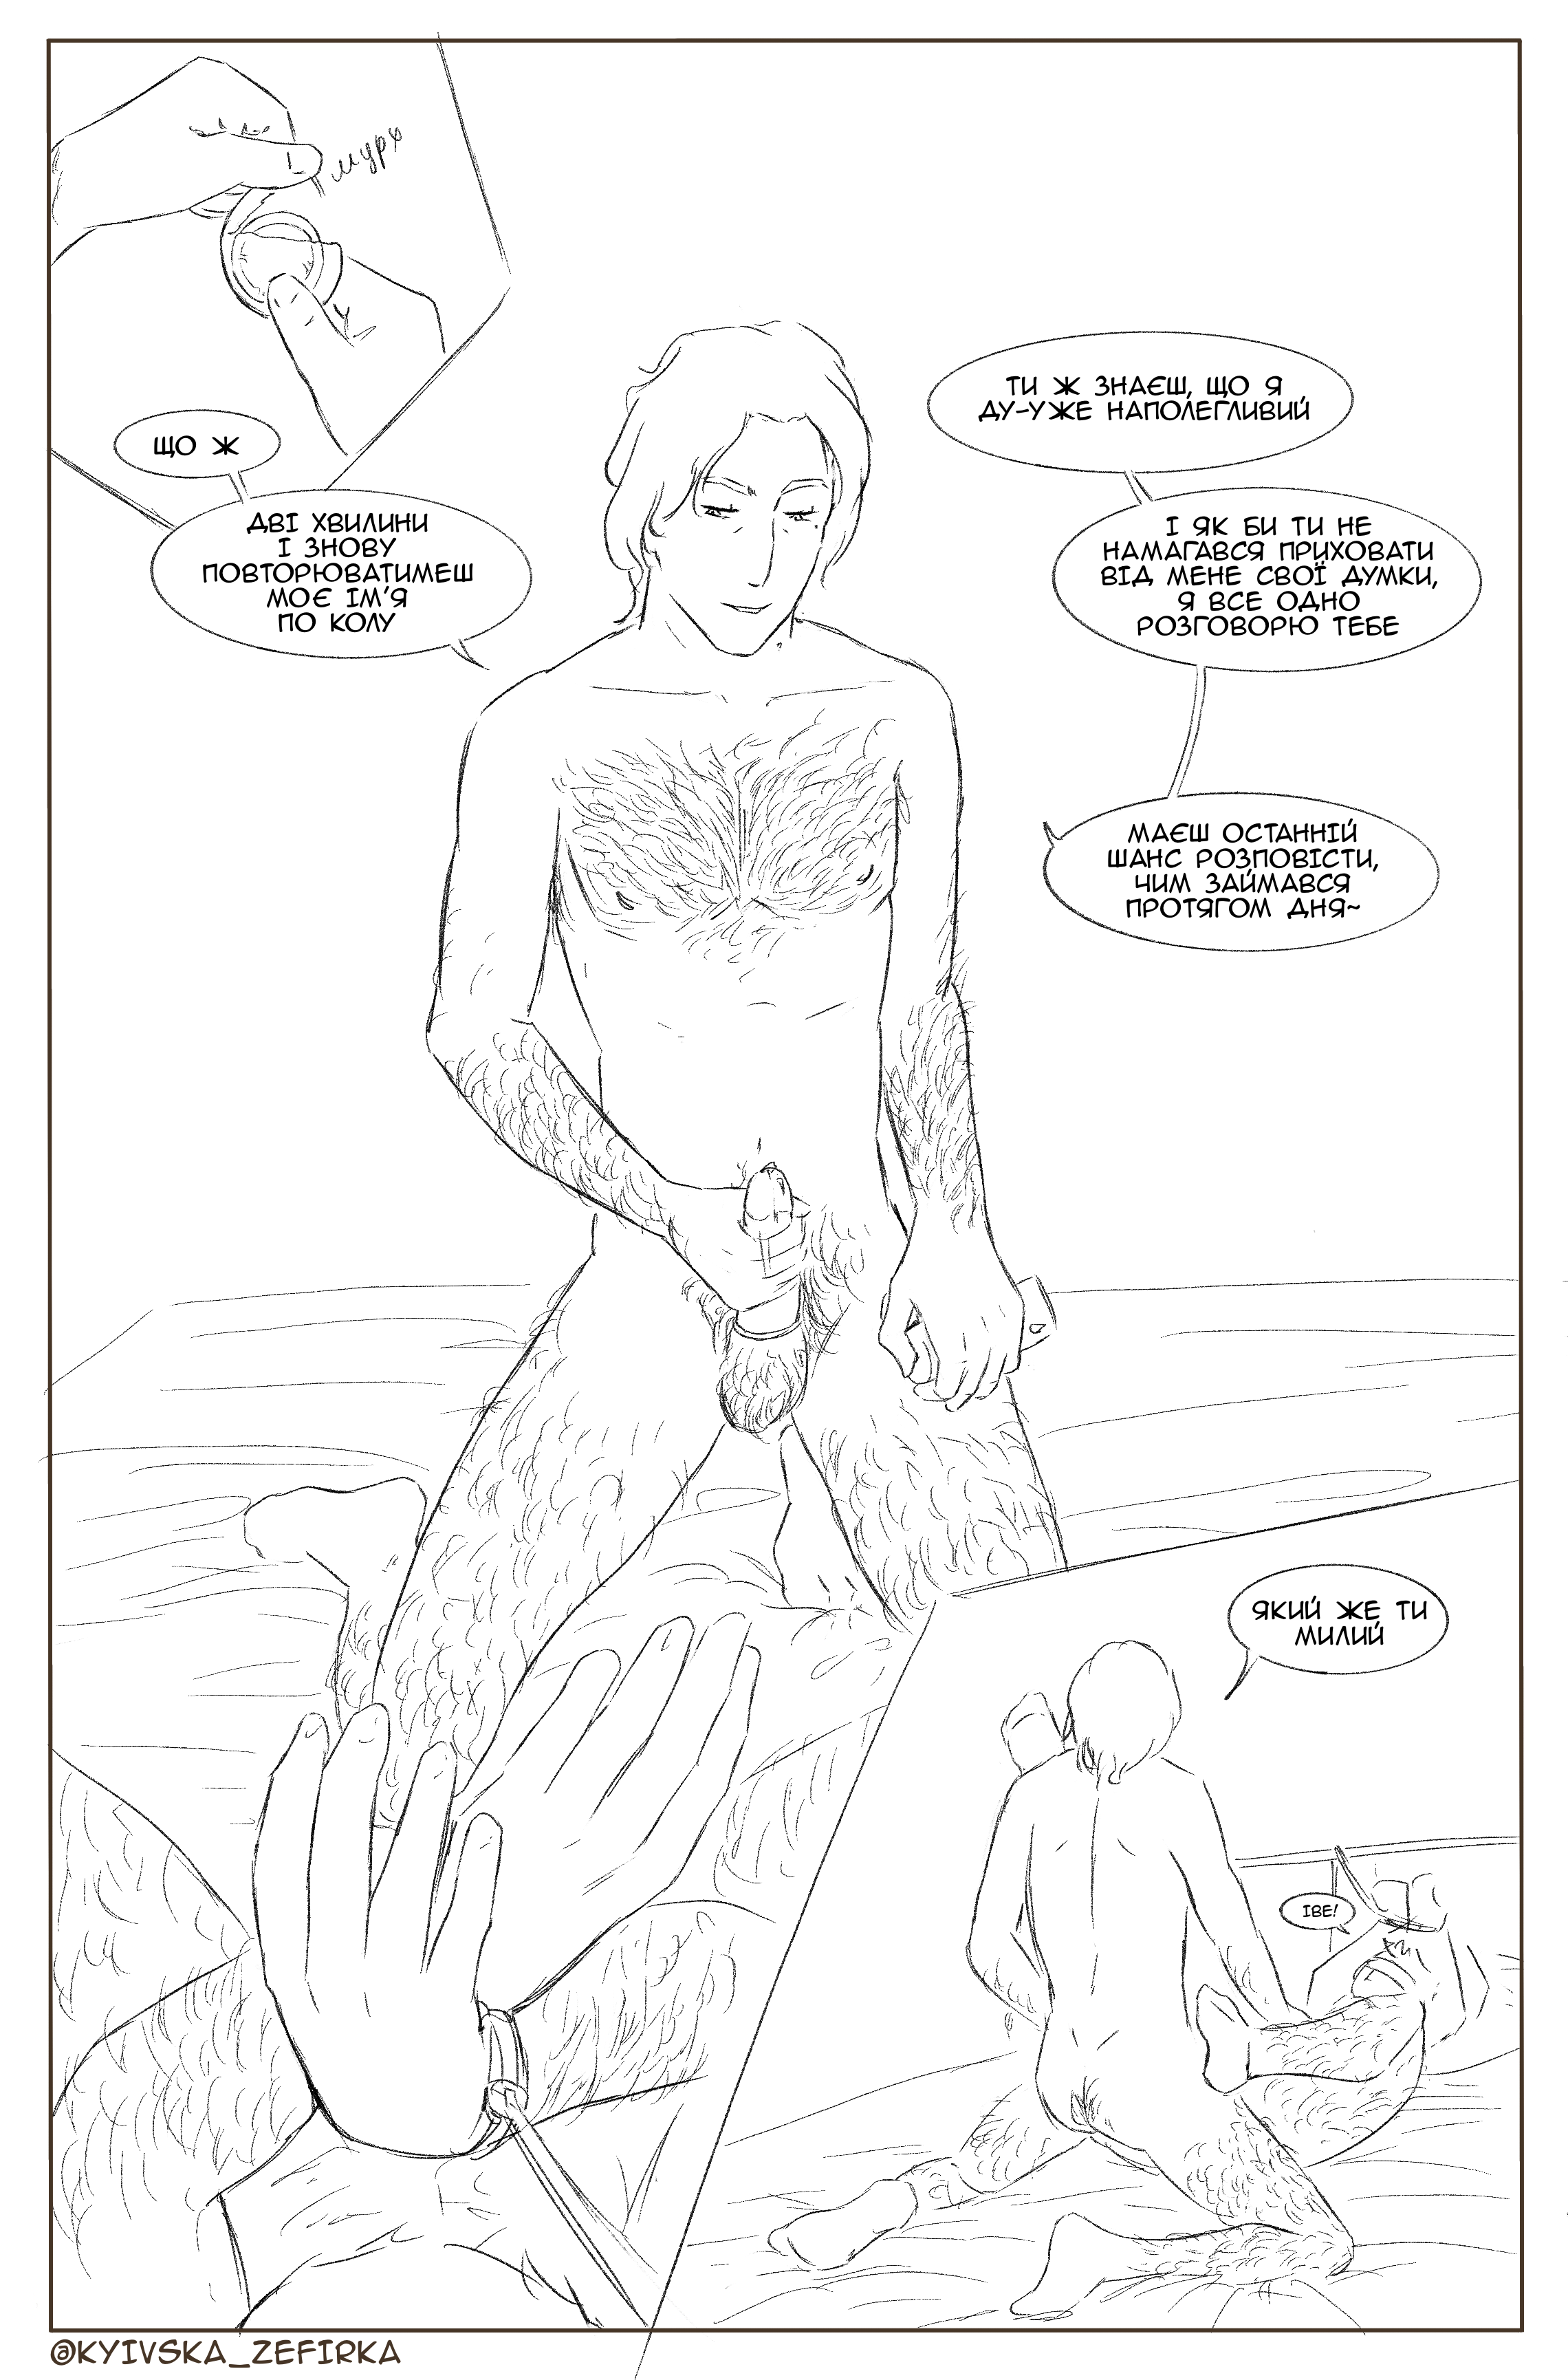 мурх
ЩО Ж
ДВІ ХВИЛИНИ
І ЗНОВУ
ПОВТОРЮВАТИМЕШ
МОЄ ІМ'Я
ПО КОЛУ
ТИ Ж ЗНАЄШ, ЩО Я
ДУ-УЖЕ НАПОЛЕГЛИВИЙ
І ЯК БИ ТИ НЕ
НАМАГАВСЯ ПРИХОВАТИ
ВІД МЕНЕ СВОЇ ДУМКИ,
Я ВСЕ ОДНО
РОЗГОВОРЮ ТЕБЕ
МАЄШ ОСТАННІЙ
ШАНС РОЗПОВІСТИ,
ЧИМ ЗАЙМАВСЯ
ПРОТЯГОМ ДНЯ~
ЯКИЙ ЖЕ ТИ
МИЛИЙ
ІВЕ!
@KYIVSKA_ZEFIRKA